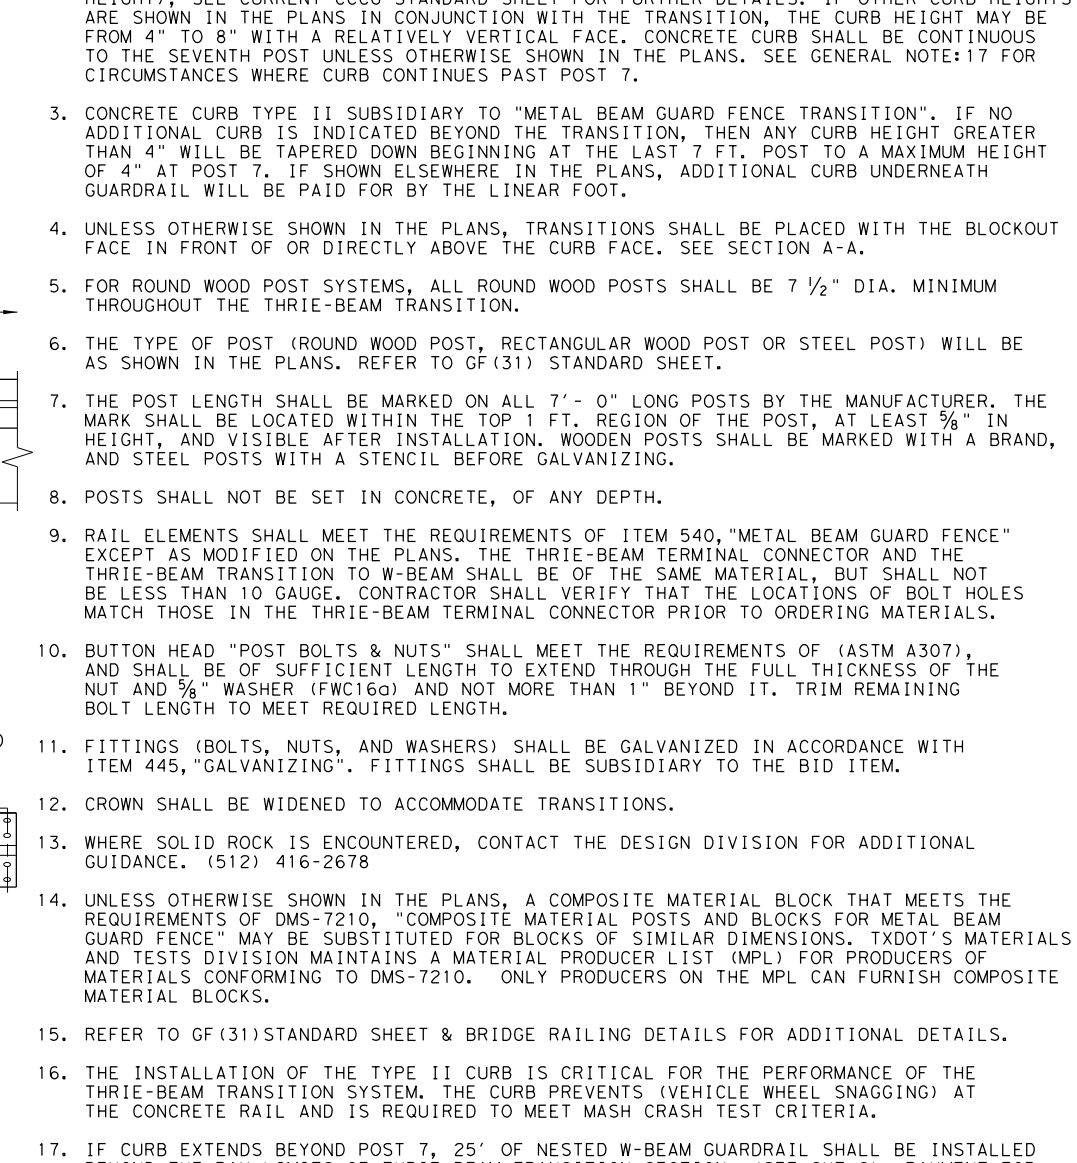 HEIGHT), SEE CURRENT CCCG STANDARD SHEET FOR FURTHER DETAILS. IF OTHER CURB HEIGHTS
ARE SHOWN IN THE PLANS IN CONJUNCTION WITH THE TRANSITION, THE CURB HEIGHT MAY BE
FROM 4" TO 8" WITH A RELATIVELY VERTICAL FACE. CONCRETE CURB SHALL BE CONTINUOUS
TO THE SEVENTH POST UNLESS OTHERWISE SHOWN IN THE PLANS. SEE GENERAL NOTE:17 FOR
CIRCUMSTANCES WHERE CURB CONTINUES PAST POST 7.
3. CONCRETE CURB TYPE II SUBSIDIARY TO "METAL BEAM GUARD FENCE TRANSITION". IF NO
ADDITIONAL CURB IS INDICATED BEYOND THE TRANSITION, THEN ANY CURB HEIGHT GREATER
THAN 4" WILL BE TAPERED DOWN BEGINNING AT THE LAST 7 FT. POST TO A MAXIMUM HEIGHT
OF 4" AT POST 7. IF SHOWN ELSEWHERE IN THE PLANS, ADDITIONAL CURB UNDERNEATH
GUARDRAIL WILL BE PAID FOR BY THE LINEAR FOOT.
4. UNLESS OTHERWISE SHOWN IN THE PLANS, TRANSITIONS SHALL BE PLACED WITH THE BLOCKOUT
FACE IN FRONT OF OR DIRECTLY ABOVE THE CURB FACE. SEE SECTION A-A.
5. FOR ROUND WOOD POST SYSTEMS, ALL ROUND WOOD POSTS SHALL BE 7 1/2" DIA. MINIMUM
THROUGHOUT THE THRIE-BEAM TRANSITION.
6. THE TYPE OF POST (ROUND WOOD POST, RECTANGULAR WOOD POST OR STEEL POST) WILL BE
AS SHOWN IN THE PLANS. REFER TO GF(31) STANDARD SHEET.
7. THE POST LENGTH SHALL BE MARKED ON ALL 7'- 0" LONG POSTS BY THE MANUFACTURER. THE
MARK SHALL BE LOCATED WITHIN THE TOP 1 FT. REGION OF THE POST, AT LEAST 5/8" IN
HEIGHT, AND VISIBLE AFTER INSTALLATION. WOODEN POSTS SHALL BE MARKED WITH A BRAND,
AND STEEL POSTS WITH A STENCIL BEFORE GALVANIZING.
8. POSTS SHALL NOT BE SET IN CONCRETE, OF ANY DEPTH.
9. RAIL ELEMENTS SHALL MEET THE REQUIREMENTS OF ITEM 540,"METAL BEAM GUARD FENCE"
EXCEPT AS MODIFIED ON THE PLANS. THE THRIE-BEAM TERMINAL CONNECTOR AND THE
THRIE-BEAM TRANSITION TO W-BEAM SHALL BE OF THE SAME MATERIAL, BUT SHALL NOT
BE LESS THAN 10 GAUGE. CONTRACTOR SHALL VERIFY THAT THE LOCATIONS OF BOLT HOLES
MATCH THOSE IN THE THRIE-BEAM TERMINAL CONNECTOR PRIOR TO ORDERING MATERIALS.
10. BUTTON HEAD "POST BOLTS & NUTS" SHALL MEET THE REQUIREMENTS OF (ASTM A307),
AND SHALL BE OF SUFFICIENT LENGTH TO EXTEND THROUGH THE FULL THICKNESS OF THE
NUT AND 5/8" WASHER (FWC16a) AND NOT MORE THAN 1" BEYOND IT. TRIM REMAINING
BOLT LENGTH TO MEET REQUIRED LENGTH.
11. FITTINGS (BOLTS, NUTS, AND WASHERS) SHALL BE GALVANIZED IN ACCORDANCE WITH
ITEM 445,"GALVANIZING". FITTINGS SHALL BE SUBSIDIARY TO THE BID ITEM.
12. CROWN SHALL BE WIDENED TO ACCOMMODATE TRANSITIONS.
13. WHERE SOLID ROCK IS ENCOUNTERED, CONTACT THE DESIGN DIVISION FOR ADDITIONAL
GUIDANCE. (512) 416-2678
14. UNLESS OTHERWISE SHOWN IN THE PLANS, A COMPOSITE MATERIAL BLOCK THAT MEETS THE
REQUIREMENTS OF DMS-7210, "COMPOSITE MATERIAL POSTS AND BLOCKS FOR METAL BEAM
GUARD FENCE" MAY BE SUBSTITUTED FOR BLOCKS OF SIMILAR DIMENSIONS. TXDOT'S MATERIALS
AND TESTS DIVISION MAINTAINS A MATERIAL PRODUCER LIST (MPL) FOR PRODUCERS OF
MATERIALS CONFORMING TO DMS-7210. ONLY PRODUCERS ON THE MPL CAN FURNISH COMPOSITE
MATERIAL BLOCKS.
15. REFER TO GF(31)STANDARD SHEET & BRIDGE RAILING DETAILS FOR ADDITIONAL DETAILS.
16. THE INSTALLATION OF THE TYPE II CURB IS CRITICAL FOR THE PERFORMANCE OF THE
THRIE-BEAM TRANSITION SYSTEM. THE CURB PREVENTS (VEHICLE WHEEL SNAGGING) AT
THE CONCRETE RAIL AND IS REQUIRED TO MEET MASH CRASH TEST CRITERIA.
17. IF CURB EXTENDS BEYOND POST 7, 25' OF NESTED W-BEAM GUARDRAIL SHALL BE INSTALLED